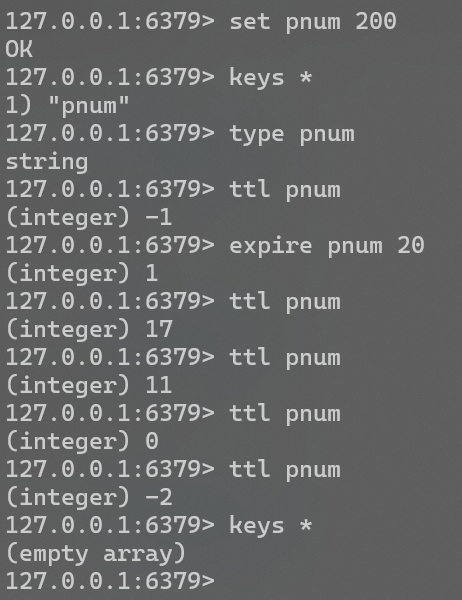 127.0.0.1:6379> set pnum 200
OK
127.0.0.1:6379> keys *
1) "pnum"
127.0.0.1:6379> type pnum
string
127.0.0.1:6379> ttl pnum
(integer) -1
127.0.0.1:6379> expire pnum 20
(integer) 1
127.0.0.1:6379> ttl pnum
(integer) 17
127.0.0.1:6379> ttl pnum
(integer) 11
127.0.0.1:6379> ttl pnum
(integer) 0
127.0.0.1:6379> ttl pnum
(integer) -2
127.0.0.1:6379> keys *
(empty array)
127.0.0.1:6379>